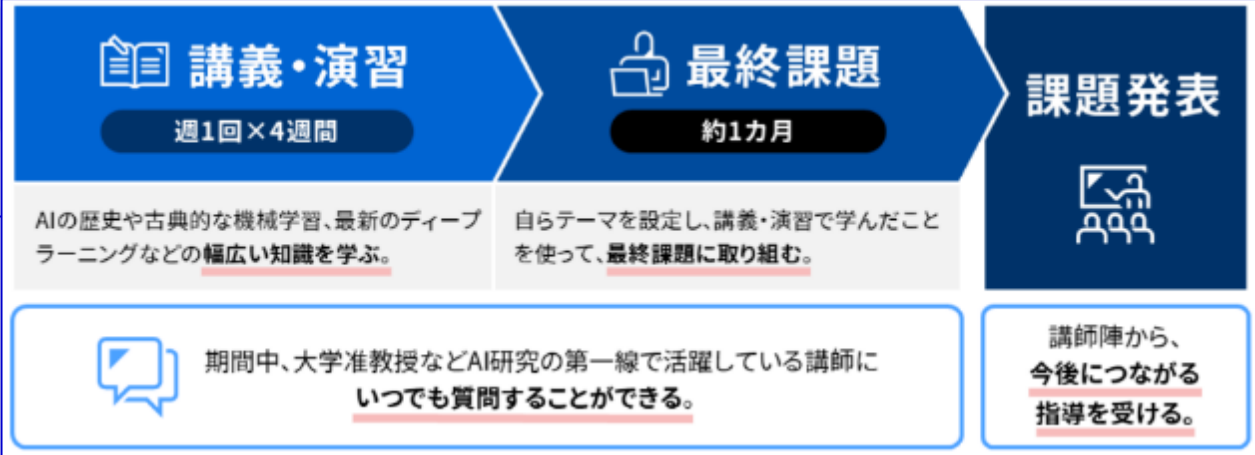 講義・演習
週1回×4週間
AIの歴史や古典的な機械学習、最新のディープ
ラーニングなどの幅広い知識を学ぶ。
最終課題
約1カ月
自らテーマを設定し、講義・演習で学んだこと
を使って、最終課題に取り組む。
課題発表
期間中、大学准教授などAI研究の第一線で活躍している講師に
いつでも質問することができる。
講師陣から、
今後につながる
指導を受ける。